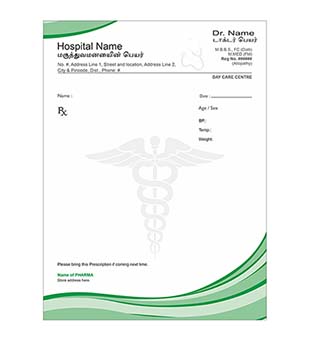 Hospital Name
மருத்துவமனையின் பெயர்
No. #, Address Line 1, Street and location, Address Line 2,
City & Pincode, Dist , Phone: #
Dr. Name
டாக்டர் பெயர்
M.B.B.S., FC.(Diab)
M.MED (FM)
Reg No. ######
(Allopathy)
DAY CARE CENTRE
Name :
Date :
℞
Age / Sex
BP:
Temp:
Weight:
Please bring this Prescription if coming next time.
Name of PHARMA
Store address here